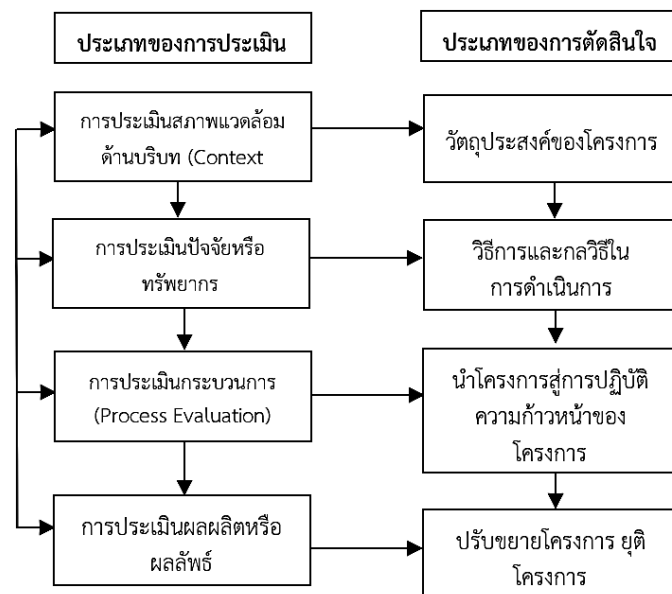 ประเภทของการประเมิน
ประเภทของการตัดสินใจ
การประเมินสภาพแวดล้อม
ด้านบริบท (Context
วัตถุประสงค์ของโครงการ
การประเมินปัจจัยหรือ
ทรัพยากร
วิธีการและกลวิธีใน
การดำเนินการ
การประเมินกระบวนการ
(Process Evaluation)
นำโครงการสู่การปฏิบัติ
ความก้าวหน้าของ
โครงการ
การประเมินผลผลิตหรือ
ผลลัพธ์
ปรับขยายโครงการ ยุติ
โครงการ